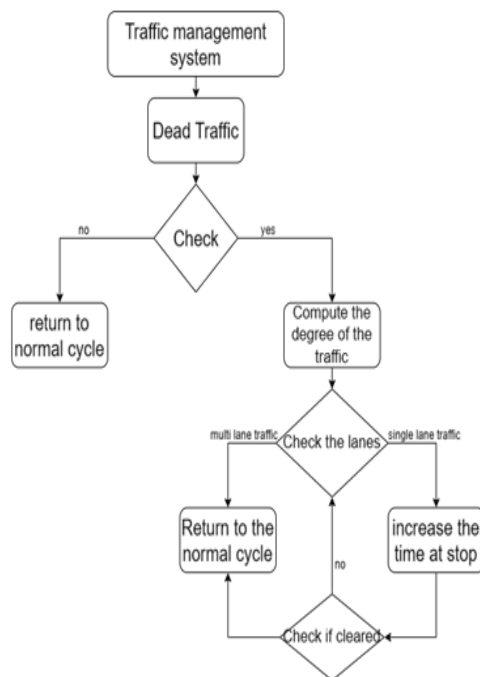 Traffic management
system
Dead Traffic
no
Check
yes
return to
normal cycle
Compute the
degree of the
traffic
multi lane traffic
Check the lanes
single lane traffic
Return to the
normal cycle
increase the
time at stop
no
Check if cleared